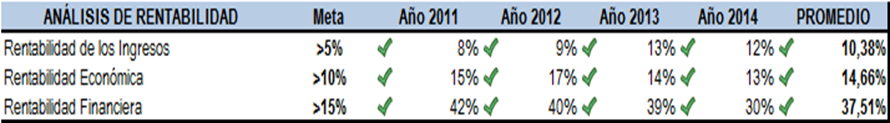 ANÁLISIS DE RENTABILIDAD Meta Año 2011 Año 2012 Año 2013 Año 2014 PROMEDIO
Rentabilidad de los Ingresos >5% 8% 9% 13% 12% 10,38%
Rentabilidad Económica >10% 15% 17% 14% 13% 14,66%
Rentabilidad Financiera >15% 42% 40% 39% 30% 37,51%